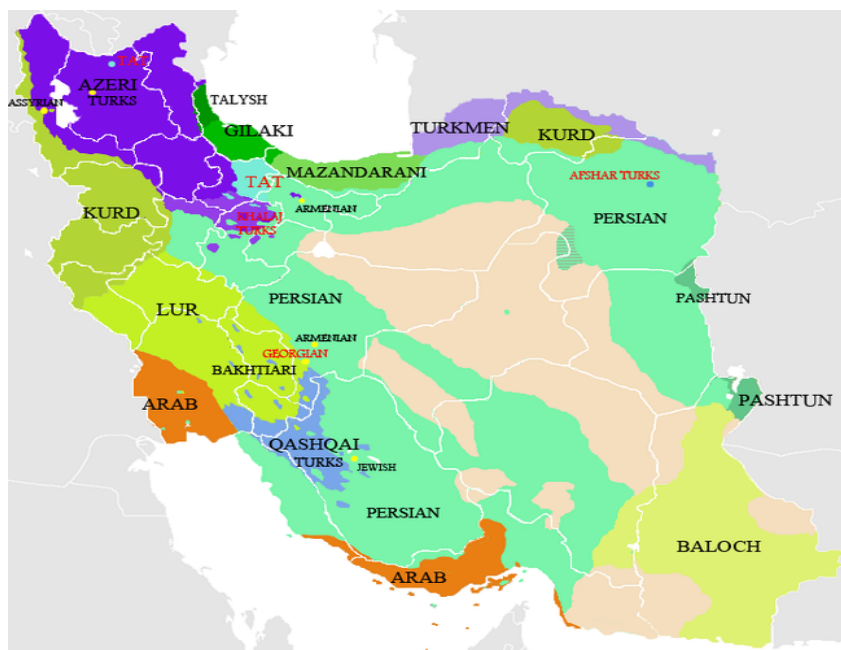 TAT
AZERI
TURKS
ASSYRIAN
TALYSH
GILAKI
TURKMEN
KURD
MAZANDARANI
TAT
AFSHAR TURKS
KURD
ARMENIAN
KHALAJ
TURKS
PERSIAN
PERSIAN
PASHTUN
LUR
ARMENIAN
GEORGIAN
BAKHTIARI
ARAB
PASHTUN
QASHQAI
TURKS
JEWISH
PERSIAN
BALOCH
ARAB